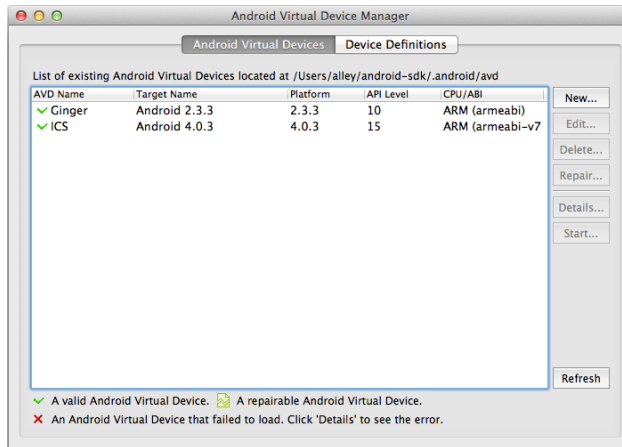 Android Virtual Device Manager
Android Virtual Devices Device Definitions
List of existing Android Virtual Devices located at /Users/alley/android-sdk/.android/avd
AVD Name Target Name Platform API Level CPU/ABI
Ginger Android 2.3.3 2.3.3 10 ARM (armeabi)
ICS Android 4.0.3 4.0.3 15 ARM (armeabi-v7
New...
Edit...
Delete...
Repair...
Details...
Start...
Refresh
A valid Android Virtual Device. A repairable Android Virtual Device.
An Android Virtual Device that failed to load. Click 'Details' to see the error.